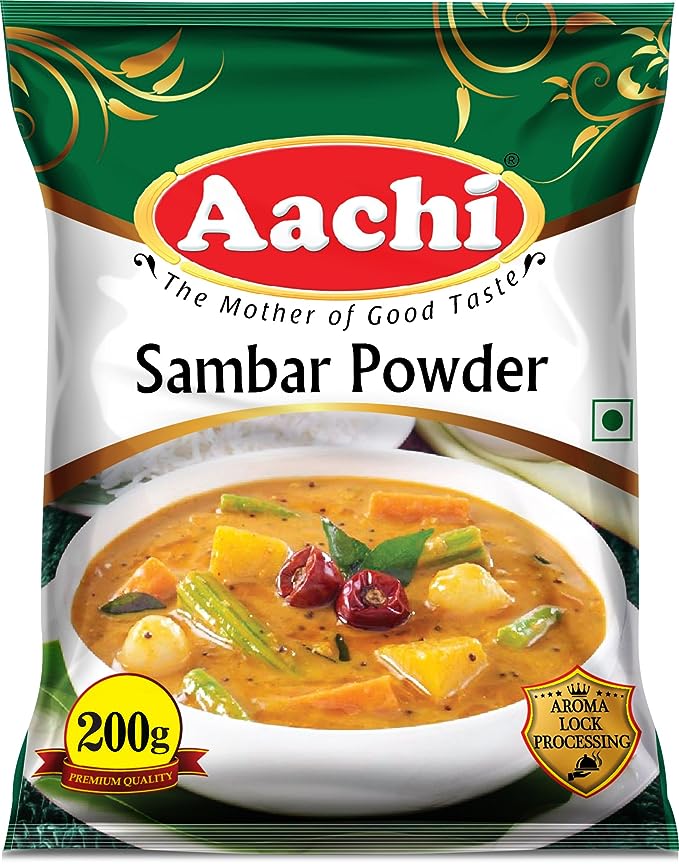 Aachi®
The Mother of Good Taste
Sambar Powder
200g
PREMIUM QUALITY
AROMA
LOCK
PROCESSING